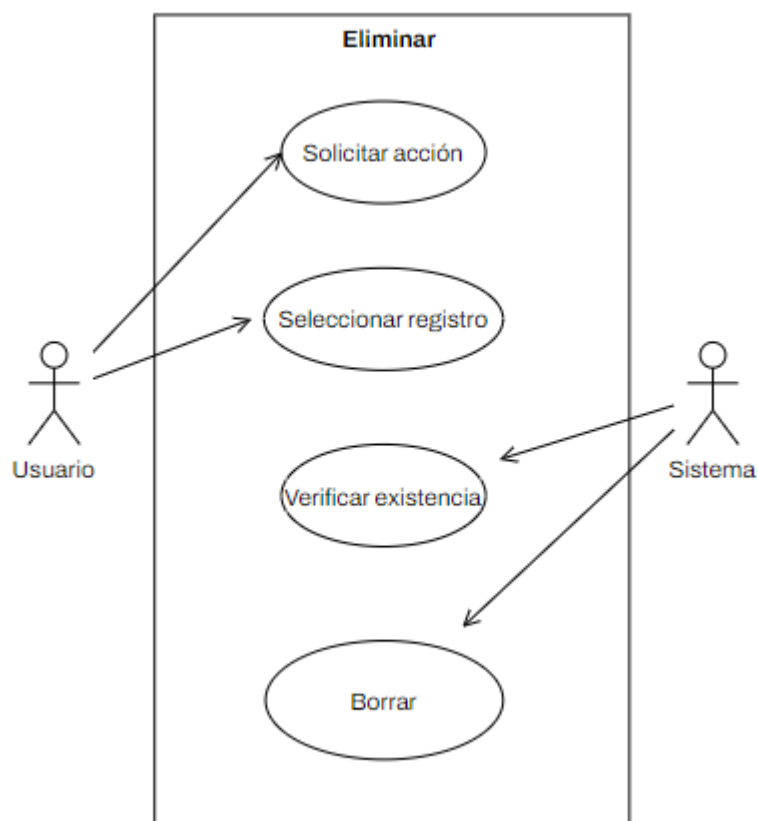 Eliminar
Solicitar acción
Seleccionar registro
Usuario
Sistema
Verificar existencia
Borrar